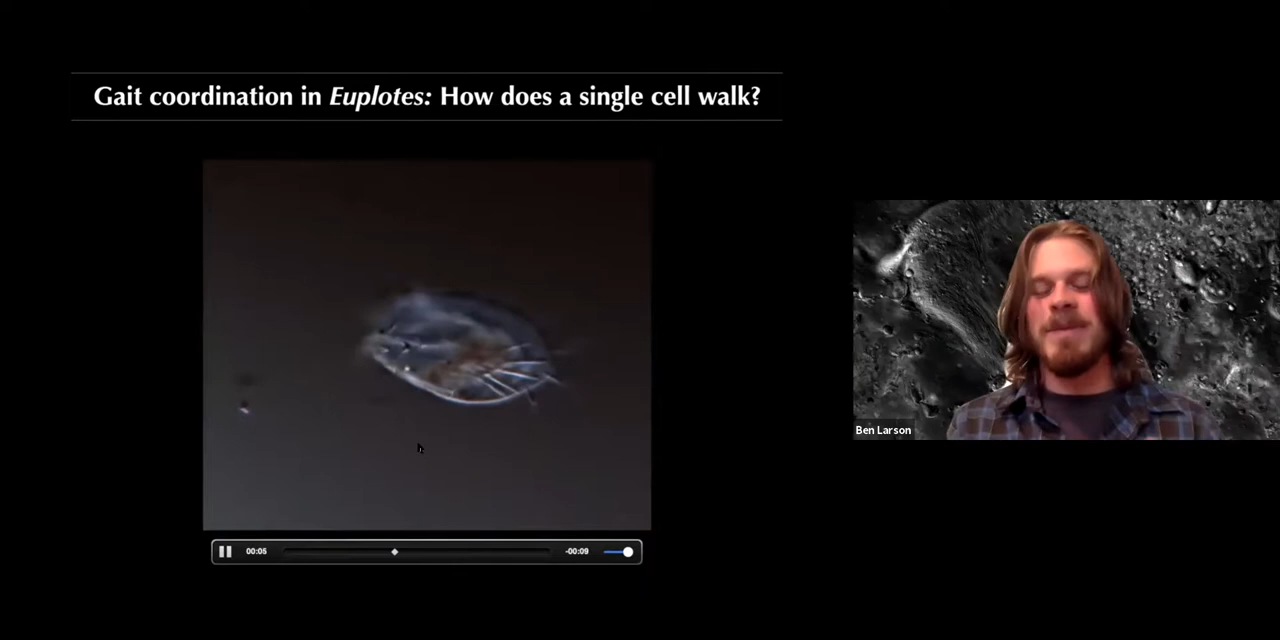 Gait coordination in Euplotes: How does a single cell walk?
Ben Larson
00:05
-00:09